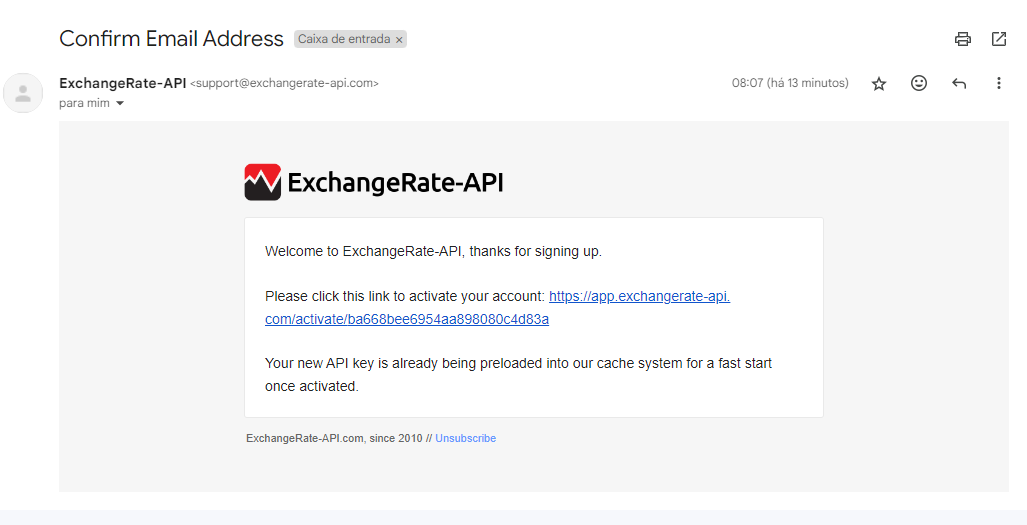 Confirm Email Address Caixa de entrada ×
ExchangeRate-API <support@exchangerate-api.com> 08:07 (há 13 minutos)
para mim
ExchangeRate-API
Welcome to ExchangeRate-API, thanks for signing up.
Please click this link to activate your account: https://app.exchangerate-api.
com/activate/ba668bee6954aa898080c4d83a
Your new API key is already being preloaded into our cache system for a fast start
once activated.
ExchangeRate-API.com, since 2010 // Unsubscribe